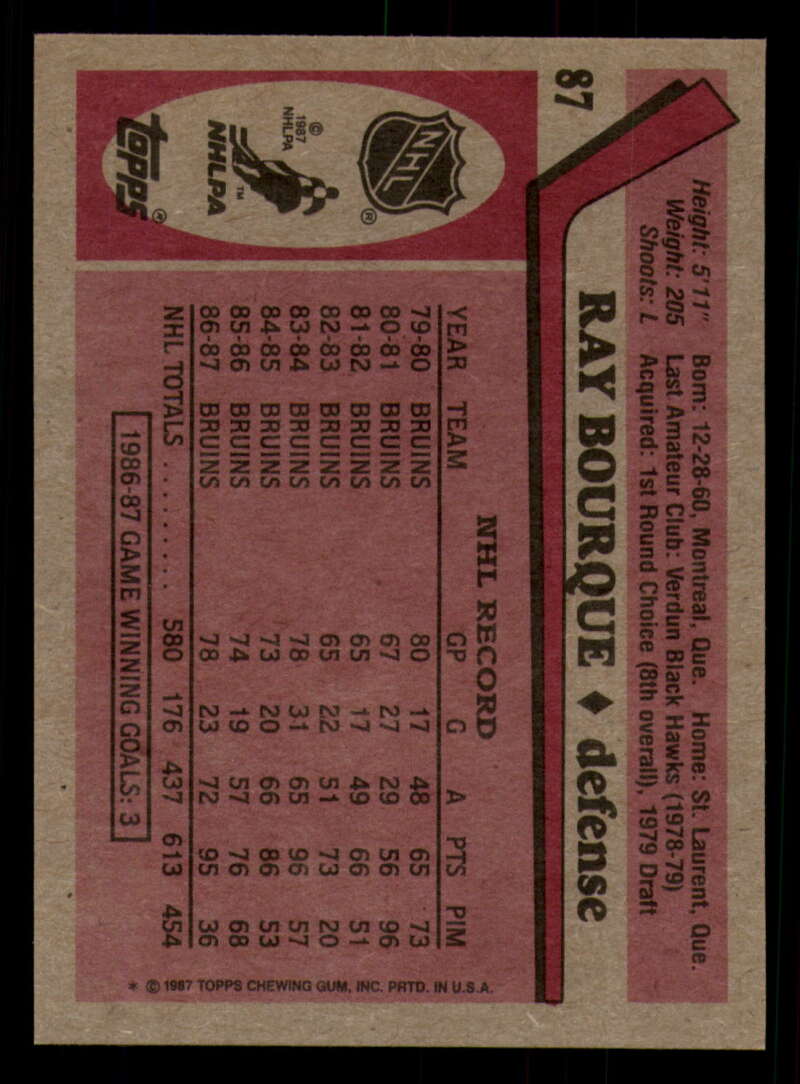 87
Height: 5'11" Born: 12-28-60, Montreal, Que. Home: St. Laurent, Que.
Weight: 205 Last Amateur Club: Verdun Black Hawks (1978-79)
Shoots: L Acquired: 1st Round Choice (8th overall), 1979 Draft
RAY BOURQUE ♦ defense
NHL ®
© 1987 NHLPA
NHLPA ™
TOPPS ®
NHL RECORD
YEAR TEAM GP G A PTS PIM
79-80 BRUINS 80 17 48 65 73
80-81 BRUINS 67 27 29 56 96
81-82 BRUINS 65 17 49 66 51
82-83 BRUINS 65 22 51 73 20
83-84 BRUINS 78 31 65 96 57
84-85 BRUINS 73 20 66 86 53
85-86 BRUINS 74 19 57 76 68
86-87 BRUINS 78 23 72 95 36
NHL TOTALS ......... 580 176 437 613 454
1986-87 GAME WINNING GOALS: 3
* © 1987 TOPPS CHEWING GUM, INC. PRTD. IN U.S.A.